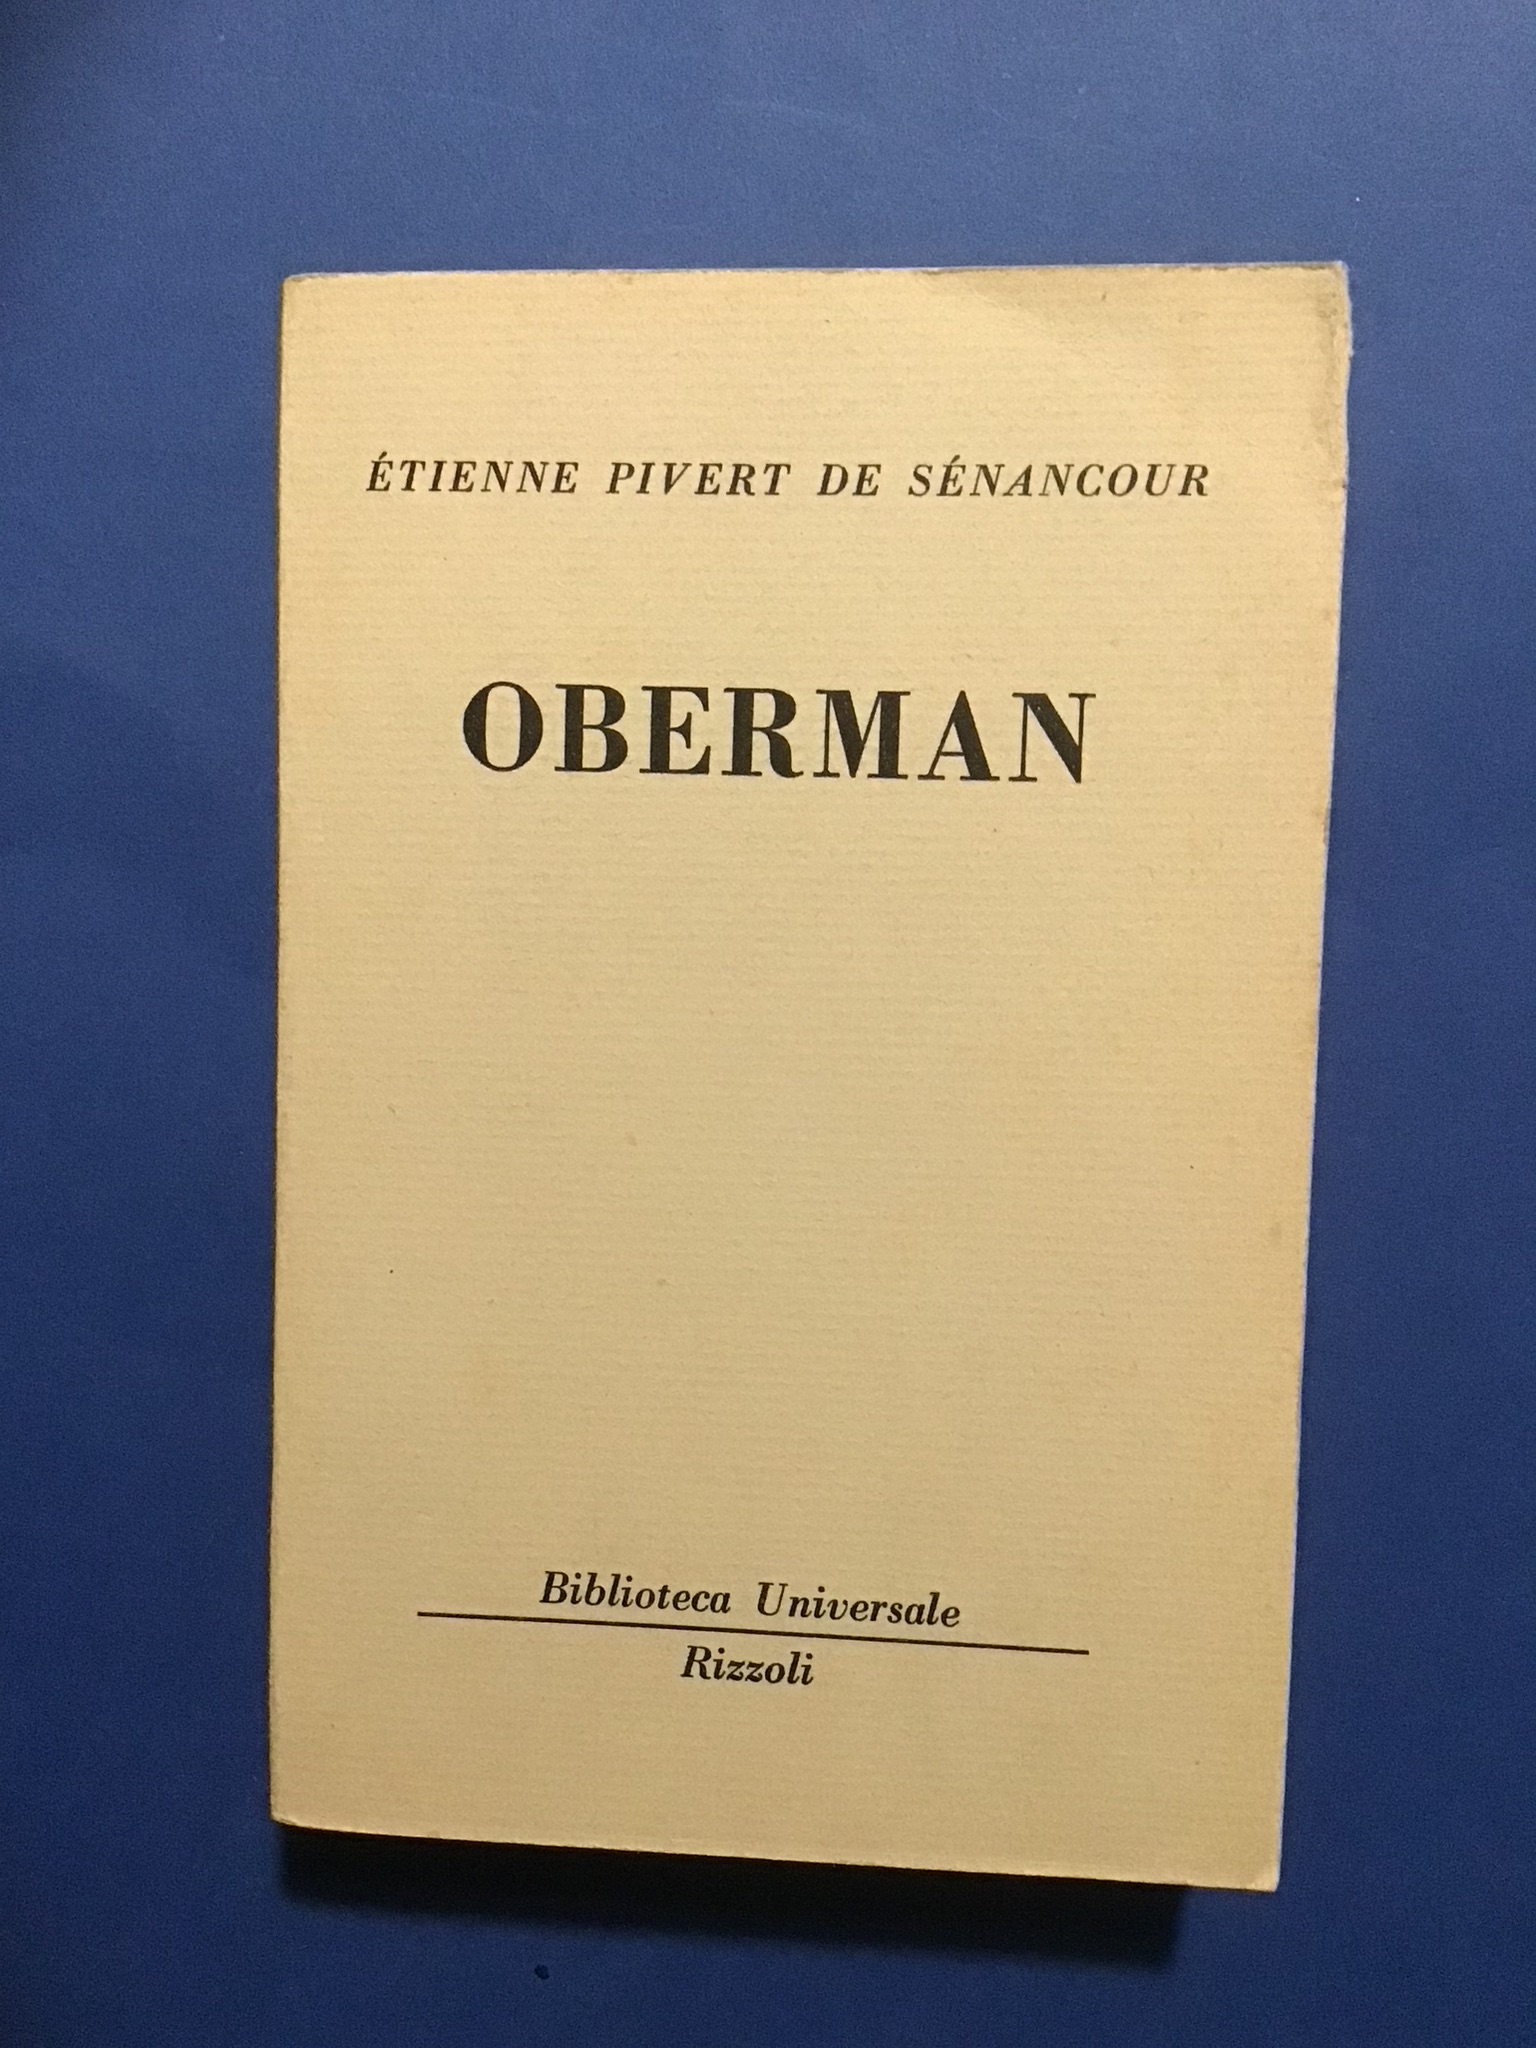 ÉTIENNE PIVERT DE SÉNANCOUR
OBERMAN
Biblioteca Universale
Rizzoli